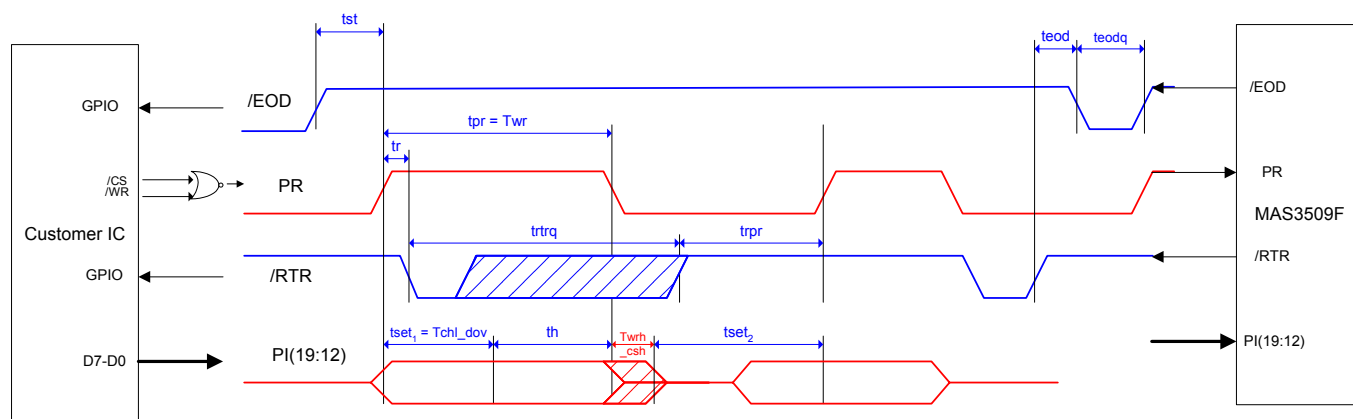 tst
teod
teodq
GPIO
/EOD
/EOD
tpr = Twr
tr
/CS
/WR
PR
PR
Customer IC
MAS3509F
trtrq
trpr
GPIO
/RTR
/RTR
tset1 = Tchl_dov
th
Twrh
_csh
tset2
D7-D0
PI(19:12)
PI(19:12)